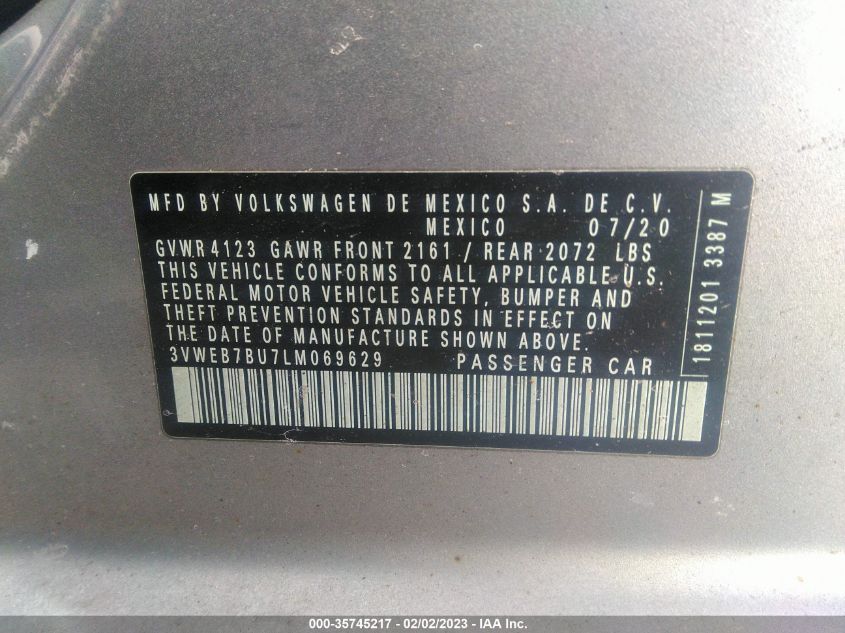 MFD BY VOLKSWAGEN DE MEXICO S.A. DE C.V.
MEXICO 07/20
GVWR 4123 GAWR FRONT 2161 / REAR 2072 LBS
THIS VEHICLE CONFORMS TO ALL APPLICABLE U.S.
FEDERAL MOTOR VEHICLE SAFETY, BUMPER AND
THEFT PREVENTION STANDARDS IN EFFECT ON
THE DATE OF MANUFACTURE SHOWN ABOVE.
3VWEB7BU7LM069629 PASSENGER CAR
1811201 3387 M
000-35745217 - 02/02/2023 - IAA Inc.